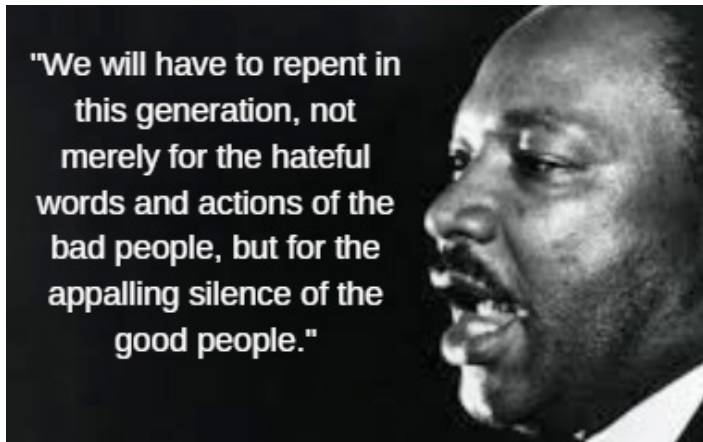 "We will have to repent in
this generation, not
merely for the hateful
words and actions of the
bad people, but for the
appalling silence of the
good people."